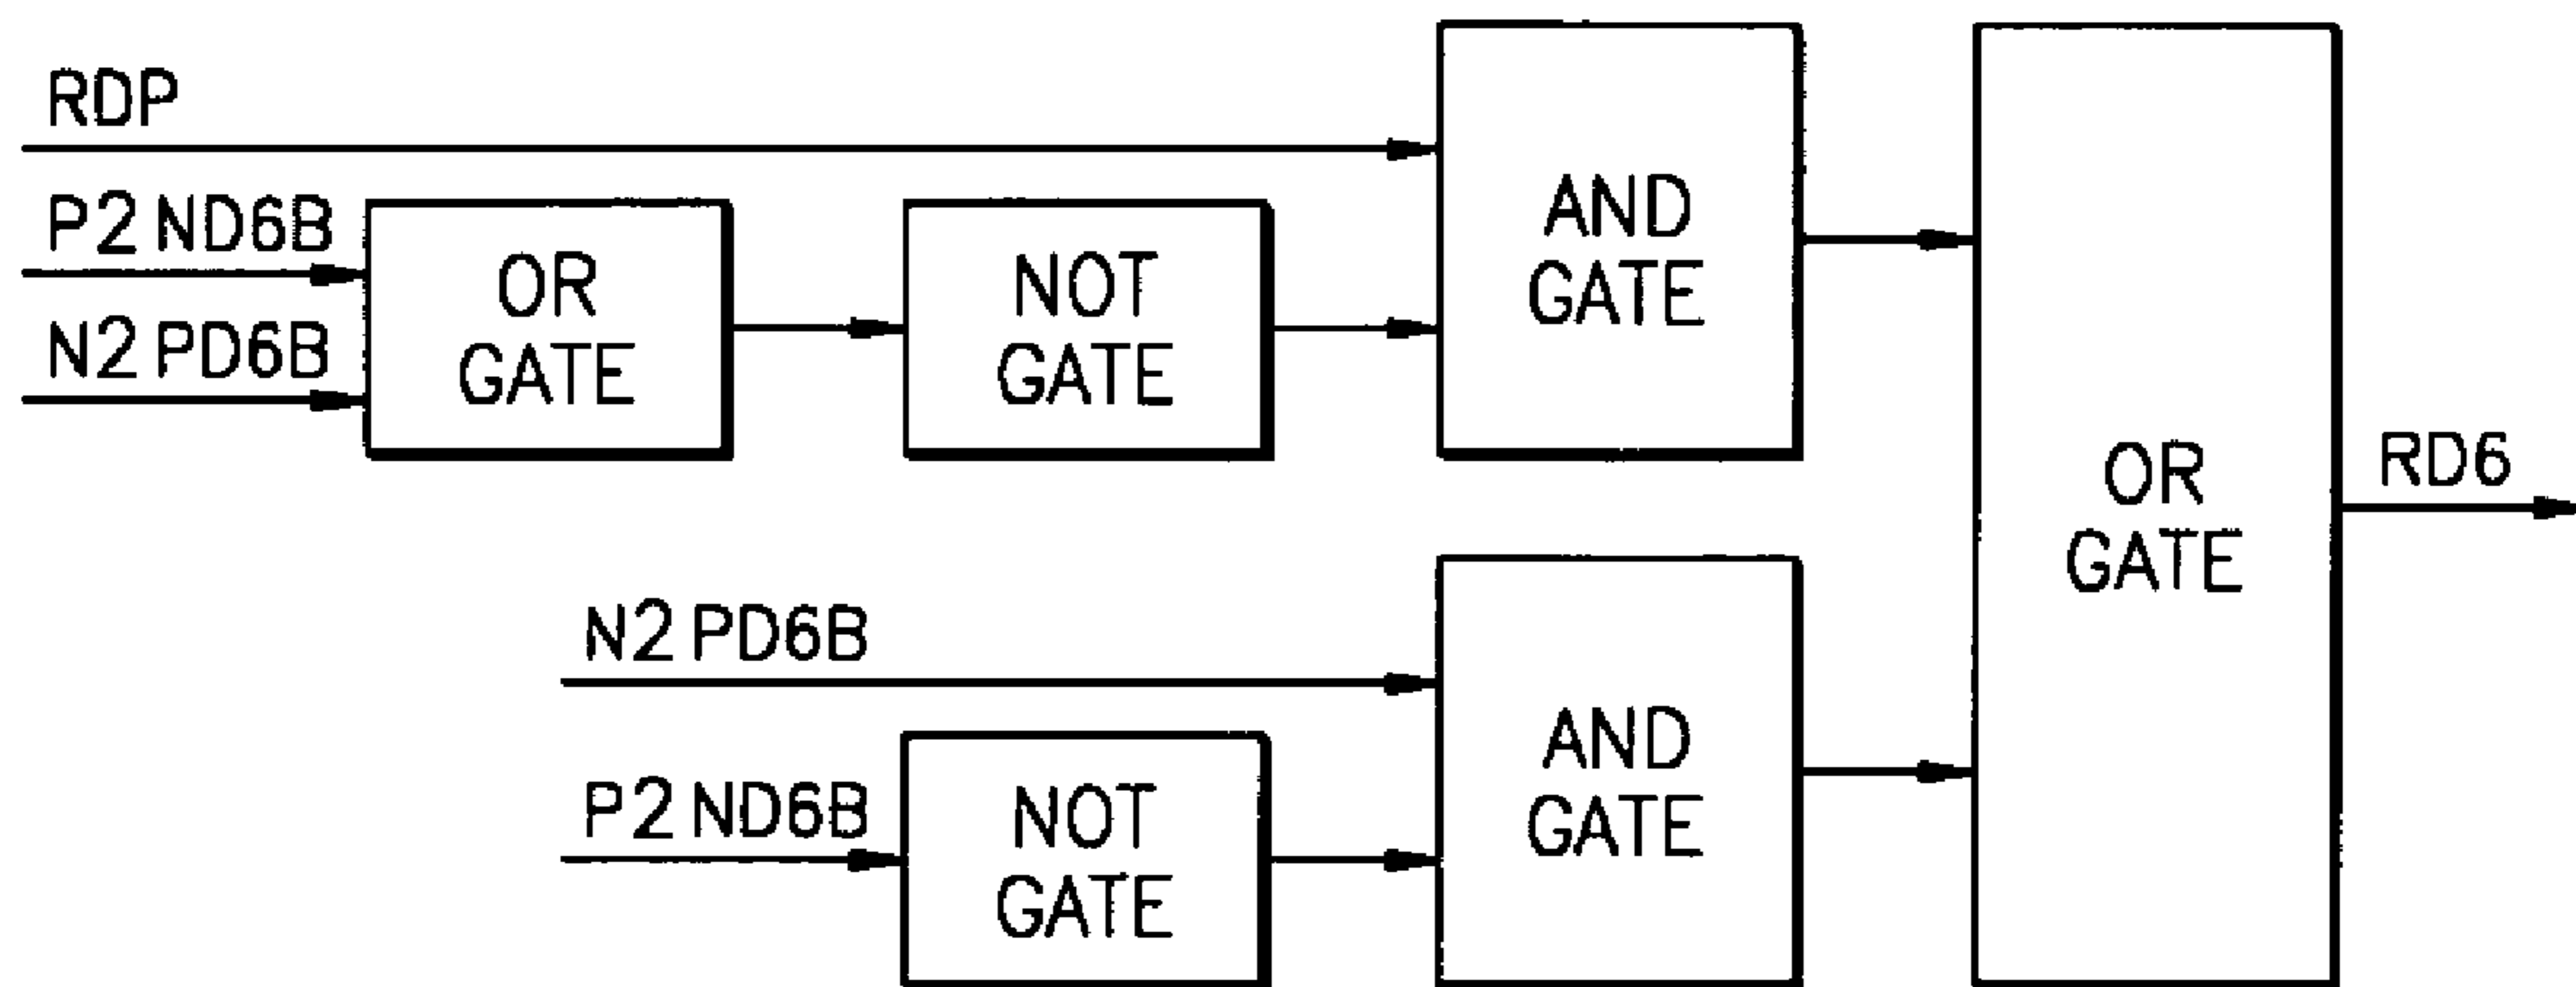 RDP
P2 ND6B
N2 PD6B
OR
GATE
NOT
GATE
AND
GATE
N2 PD6B
P2 ND6B
NOT
GATE
AND
GATE
OR
GATE
RD6